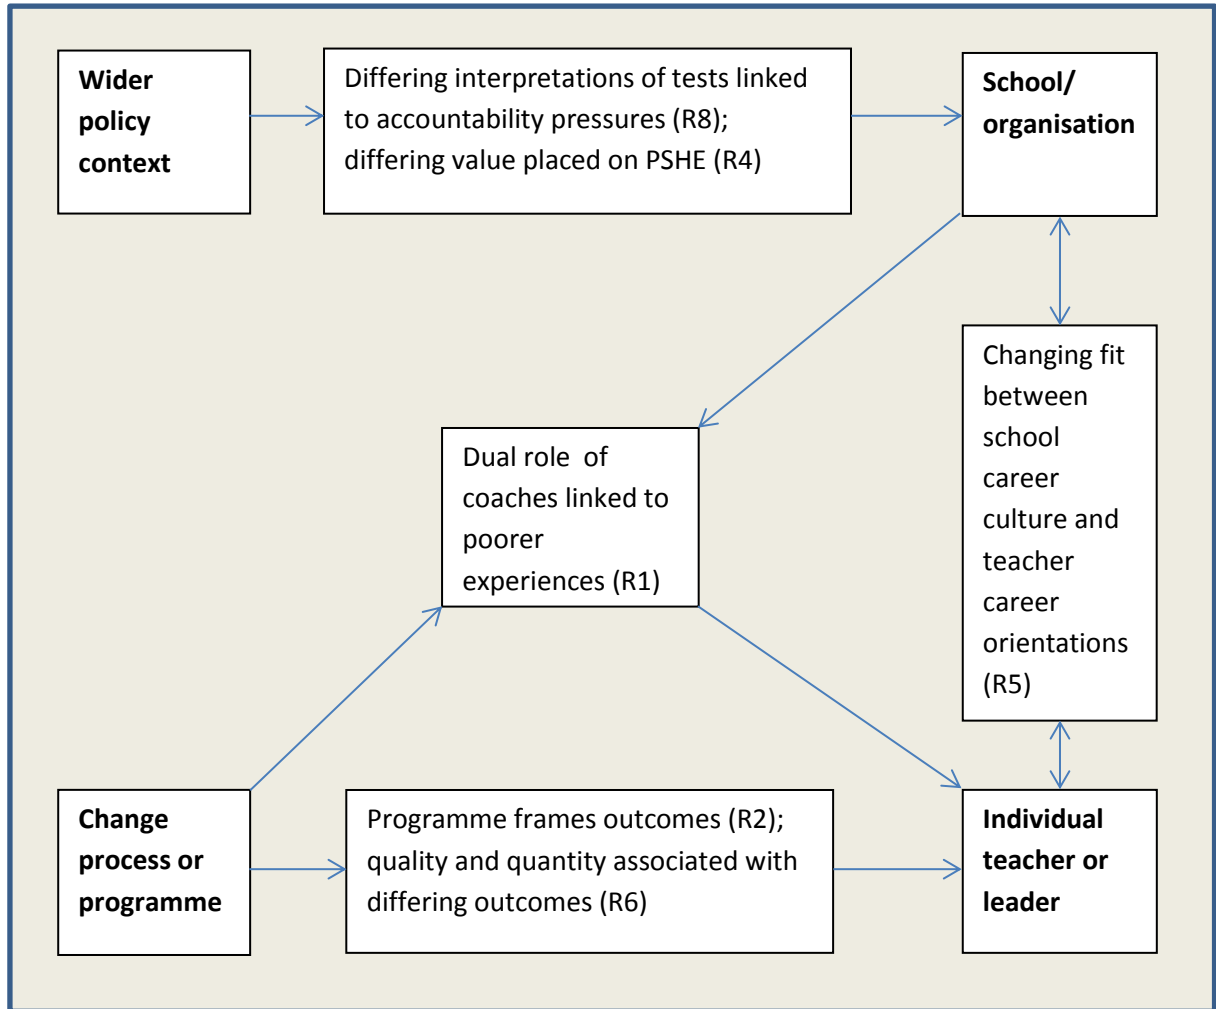 Wider
policy
context
Differing interpretations of tests linked
to accountability pressures (R8);
differing value placed on PSHE (R4)
School/
organisation
Dual role  of
coaches linked to
poorer
experiences (R1)
Changing fit
between
school
career
culture and
teacher
career
orientations
(R5)
Change
process or
programme
Programme frames outcomes (R2);
quality and quantity associated with
differing outcomes (R6)
Individual
teacher or
leader